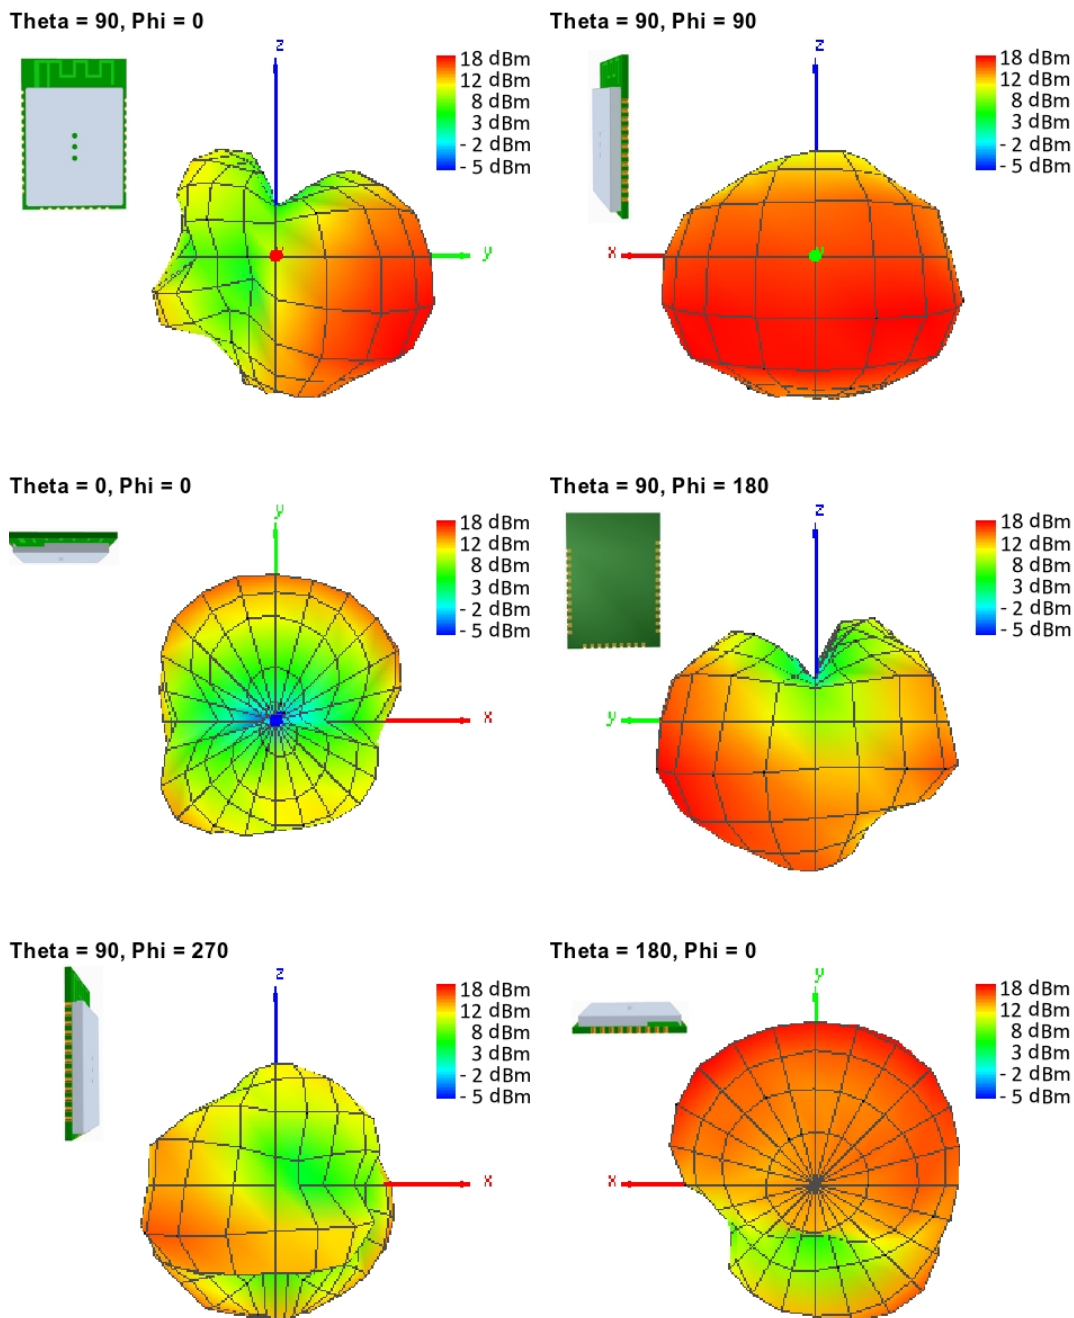 Theta = 90, Phi = 0
z
18 dBm
12 dBm
8 dBm
3 dBm
- 2 dBm
- 5 dBm
y
Theta = 90, Phi = 90
z
18 dBm
12 dBm
8 dBm
3 dBm
- 2 dBm
- 5 dBm
x
y
Theta = 0, Phi = 0
y
18 dBm
12 dBm
8 dBm
3 dBm
- 2 dBm
- 5 dBm
x
Theta = 90, Phi = 180
z
18 dBm
12 dBm
8 dBm
3 dBm
- 2 dBm
- 5 dBm
y
Theta = 90, Phi = 270
z
18 dBm
12 dBm
8 dBm
3 dBm
- 2 dBm
- 5 dBm
x
Theta = 180, Phi = 0
y
18 dBm
12 dBm
8 dBm
3 dBm
- 2 dBm
- 5 dBm
x